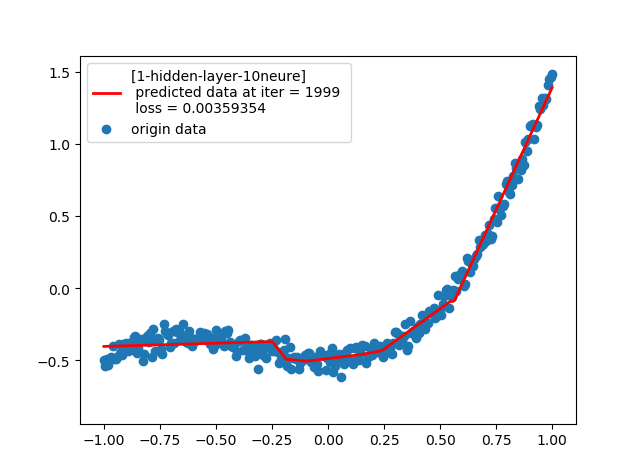 [1-hidden-layer-10neure]
predicted data at iter = 1999
loss = 0.00359354
origin data
1.5
1.0
0.5
0.0
−0.5
−1.00 −0.75 −0.50 −0.25 0.00 0.25 0.50 0.75 1.00